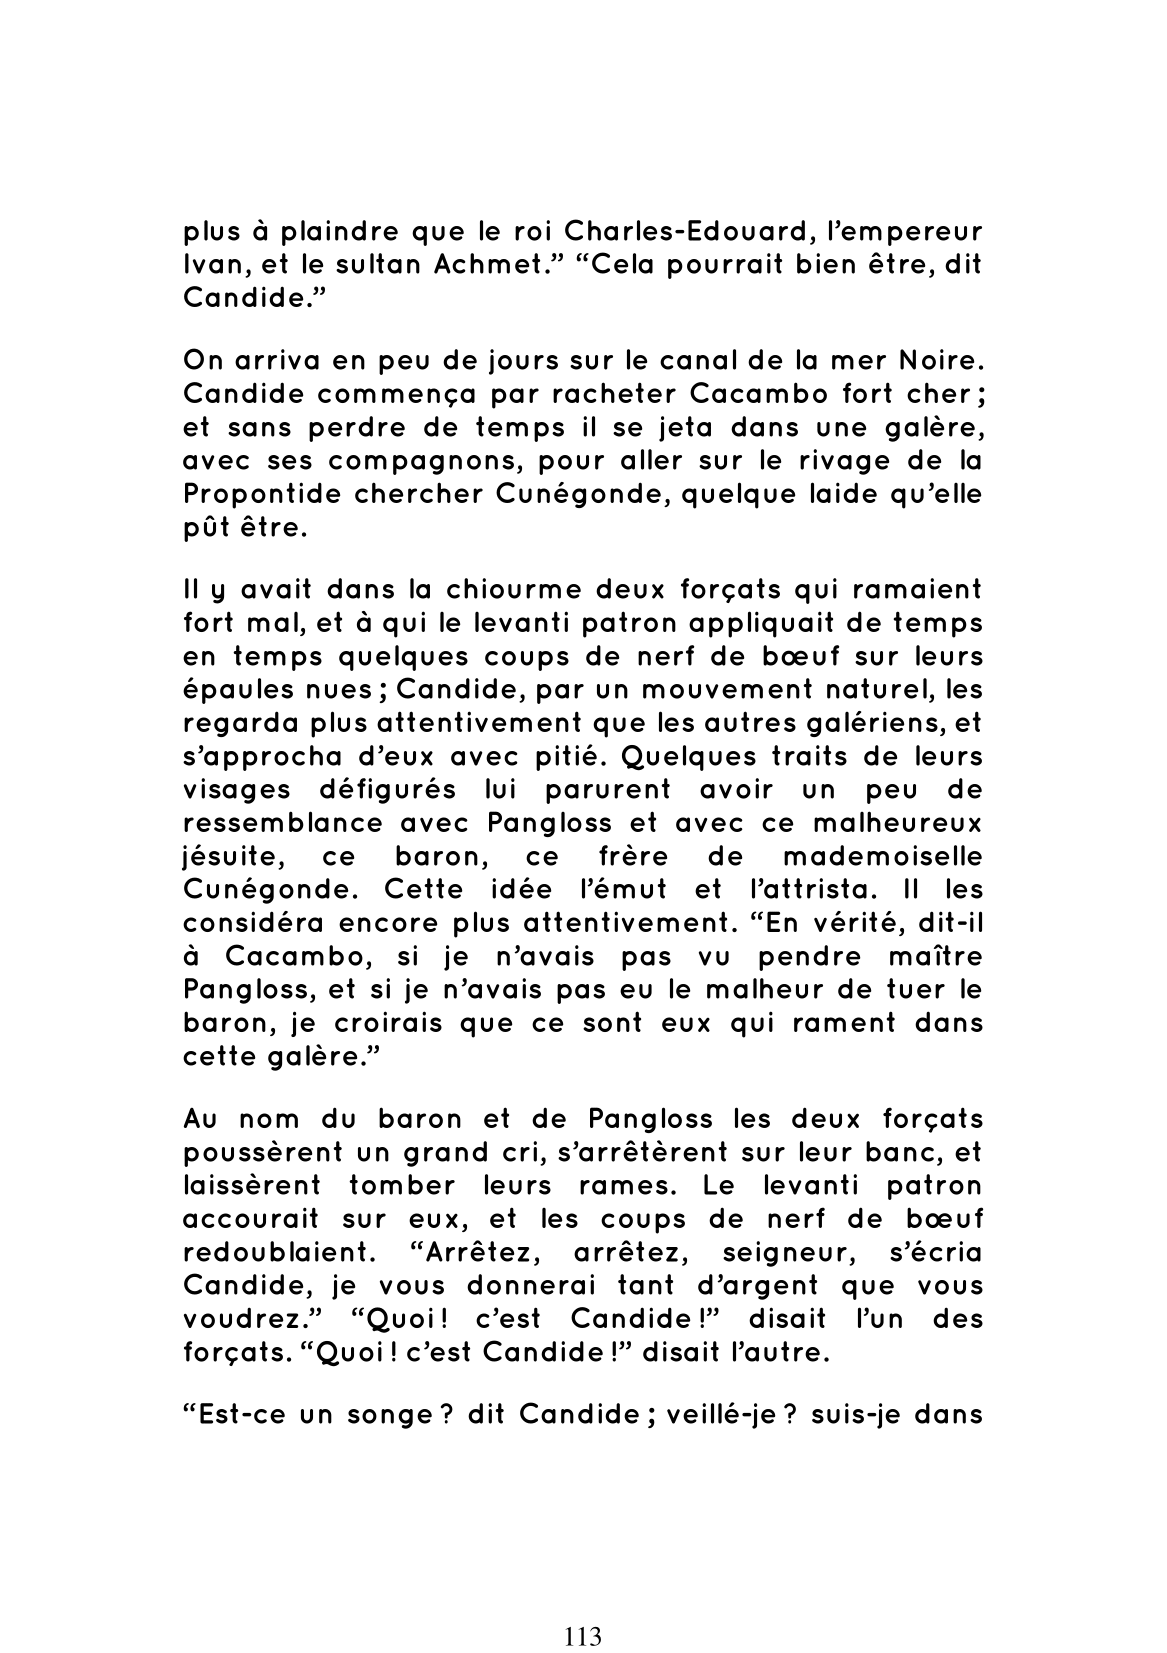 plus à plaindre que le roi Charles-Edouard, l’empereur
Ivan, et le sultan Achmet.” “Cela pourrait bien être, dit
Candide.”
On arriva en peu de jours sur le canal de la mer Noire.
Candide commença par racheter Cacambo fort cher ;
et sans perdre de temps il se jeta dans une galère,
avec ses compagnons, pour aller sur le rivage de la
Propontide chercher Cunégonde, quelque laide qu’elle
pût être.
Il y avait dans la chiourme deux forçats qui ramaient
fort mal, et à qui le levanti patron appliquait de temps
en temps quelques coups de nerf de bœuf sur leurs
épaules nues ; Candide, par un mouvement naturel, les
regarda plus attentivement que les autres galériens, et
s’approcha d’eux avec pitié. Quelques traits de leurs
visages défigurés lui parurent avoir un peu de
ressemblance avec Pangloss et avec ce malheureux
jésuite, ce baron, ce frère de mademoiselle
Cunégonde. Cette idée l’émut et l’attrista. Il les
considéra encore plus attentivement. “En vérité, dit-il
à Cacambo, si je n’avais pas vu pendre maître
Pangloss, et si je n’avais pas eu le malheur de tuer le
baron, je croirais que ce sont eux qui rament dans
cette galère.”
Au nom du baron et de Pangloss les deux forçats
poussèrent un grand cri, s’arrêtèrent sur leur banc, et
laissèrent tomber leurs rames. Le levanti patron
accourait sur eux, et les coups de nerf de bœuf
redoublaient. “Arrêtez, arrêtez, seigneur, s’écria
Candide, je vous donnerai tant d’argent que vous
voudrez.” “Quoi ! c’est Candide !” disait l’un des
forçats. “Quoi ! c’est Candide !” disait l’autre.
“Est-ce un songe ? dit Candide ; veillé-je ? suis-je dans
113